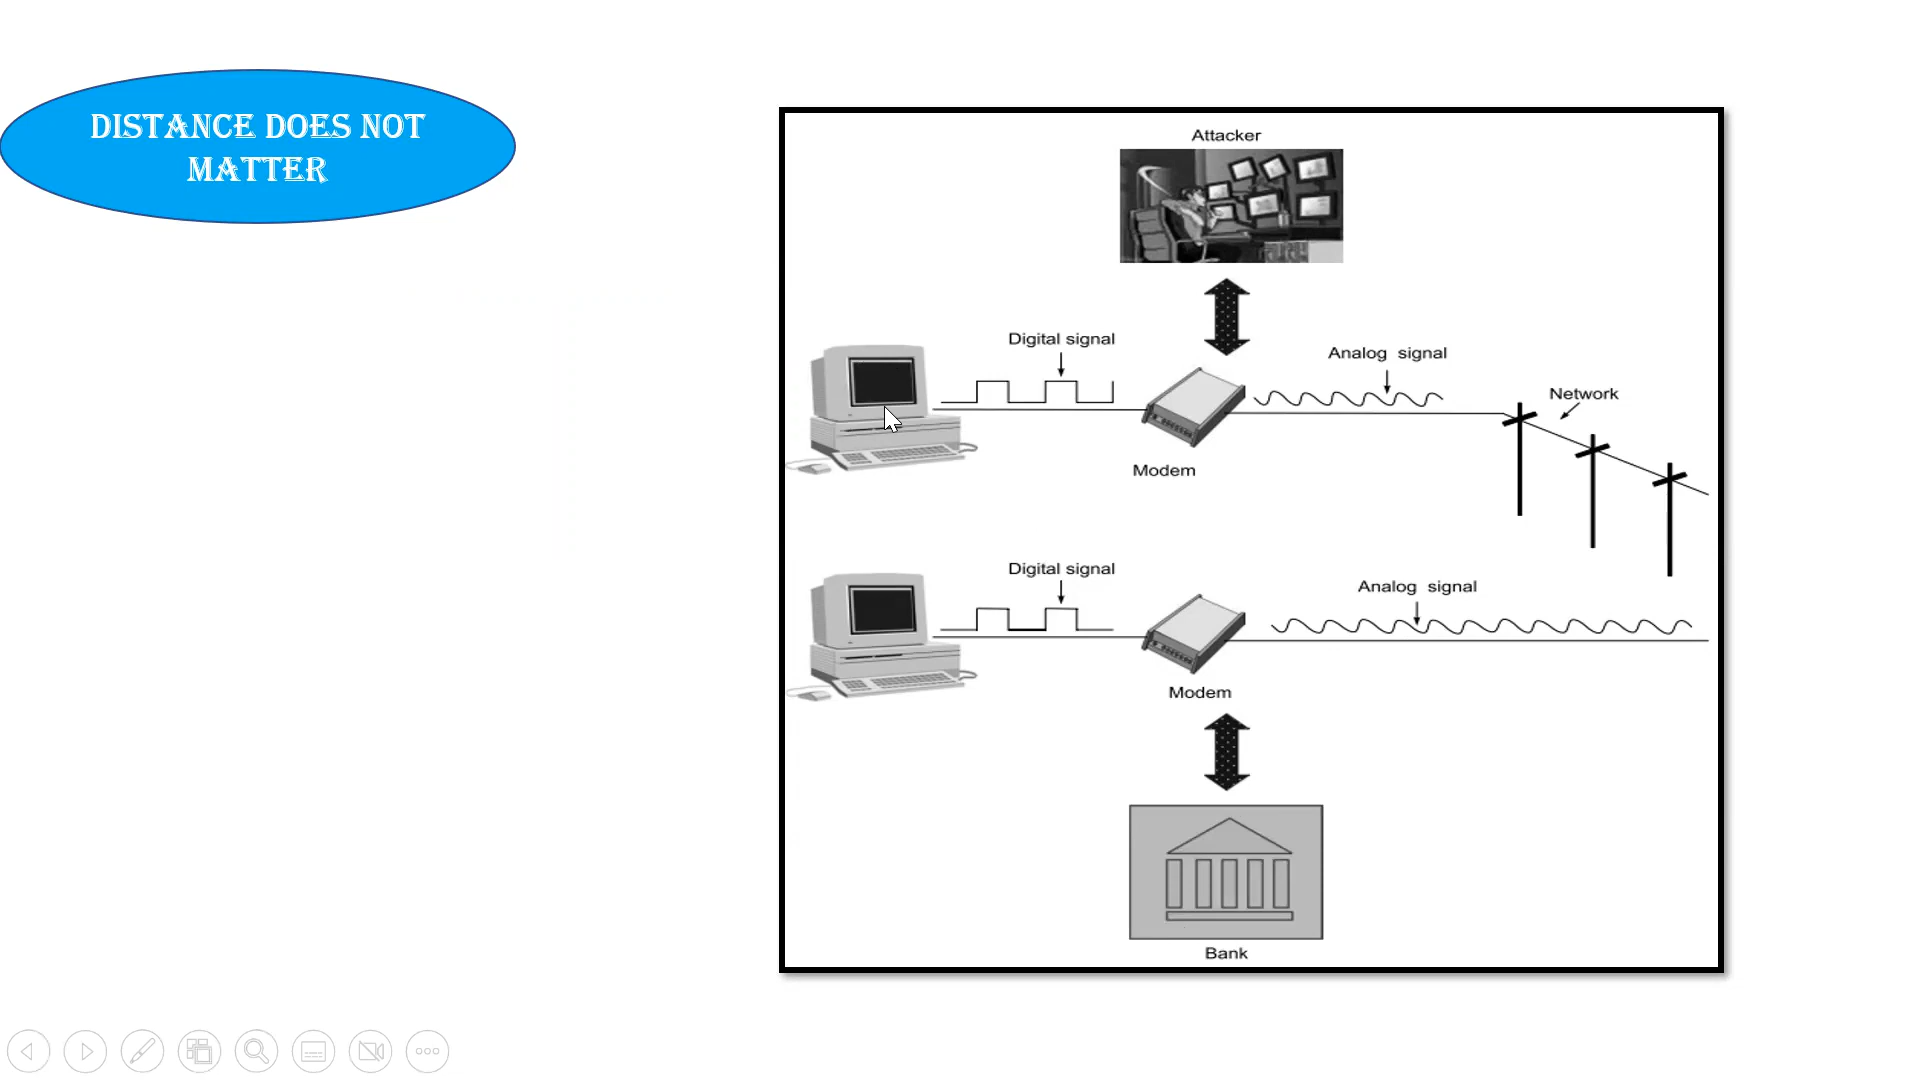 DISTANCE DOES NOT
MATTER
Attacker
Digital signal
Analog signal
Network
Modem
Digital signal
Analog signal
Modem
Bank